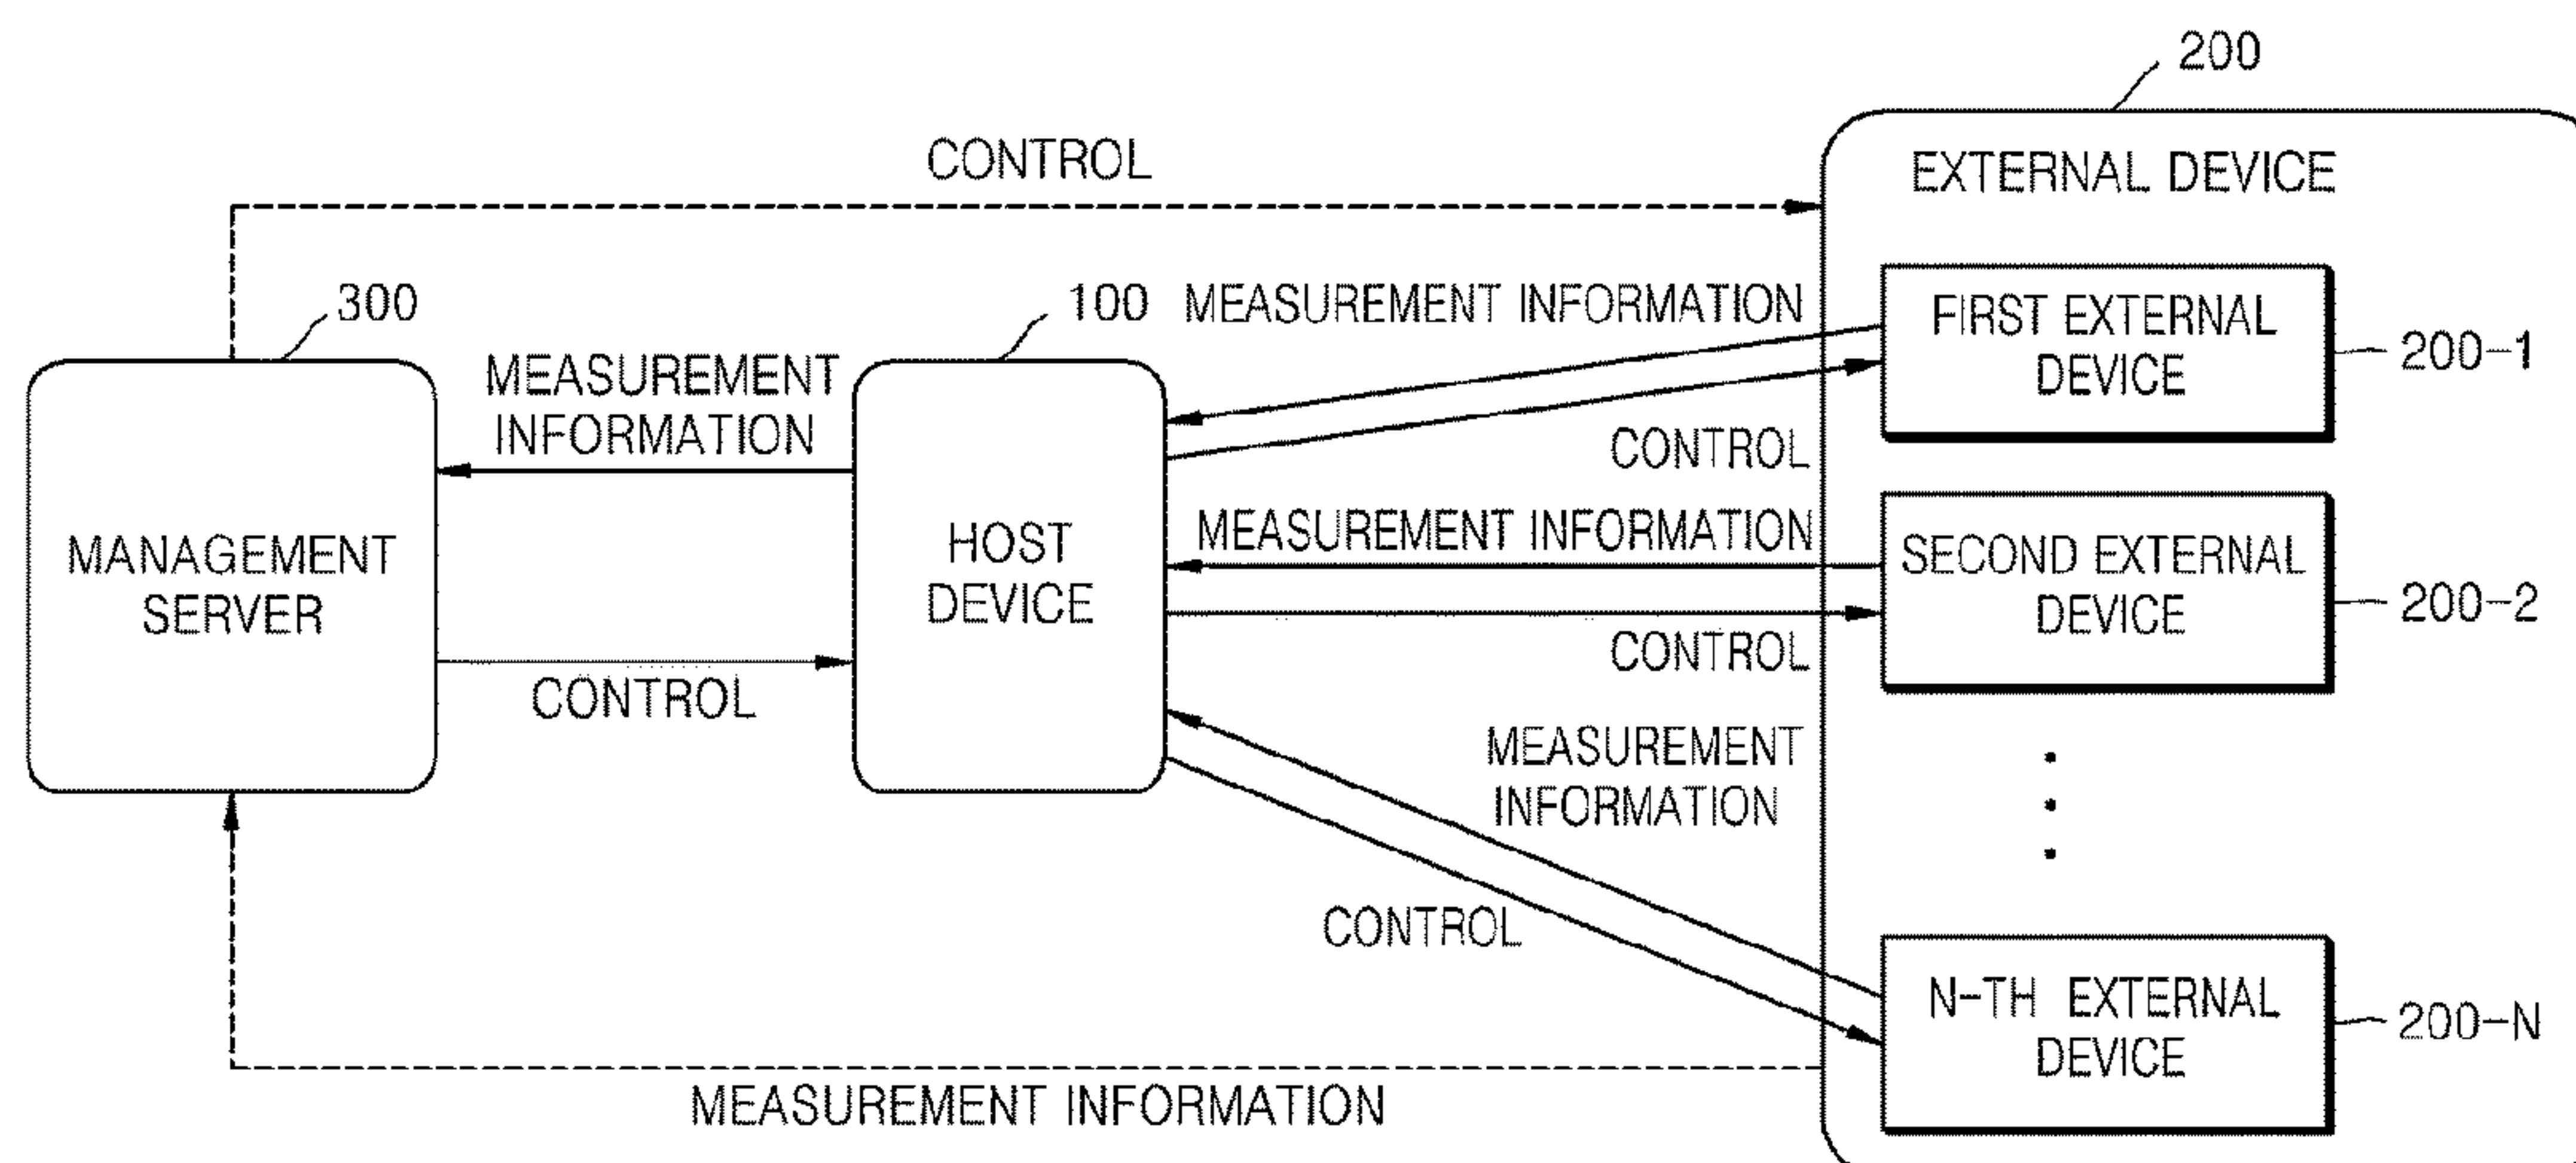 200
CONTROL
EXTERNAL DEVICE
300
100
MEASUREMENT INFORMATION
FIRST EXTERNAL
DEVICE
200-1
MEASUREMENT
INFORMATION
CONTROL
MEASUREMENT INFORMATION
SECOND EXTERNAL
DEVICE
200-2
MANAGEMENT
SERVER
HOST
DEVICE
CONTROL
CONTROL
MEASUREMENT
INFORMATION
CONTROL
N-TH EXTERNAL
DEVICE
200-N
MEASUREMENT INFORMATION